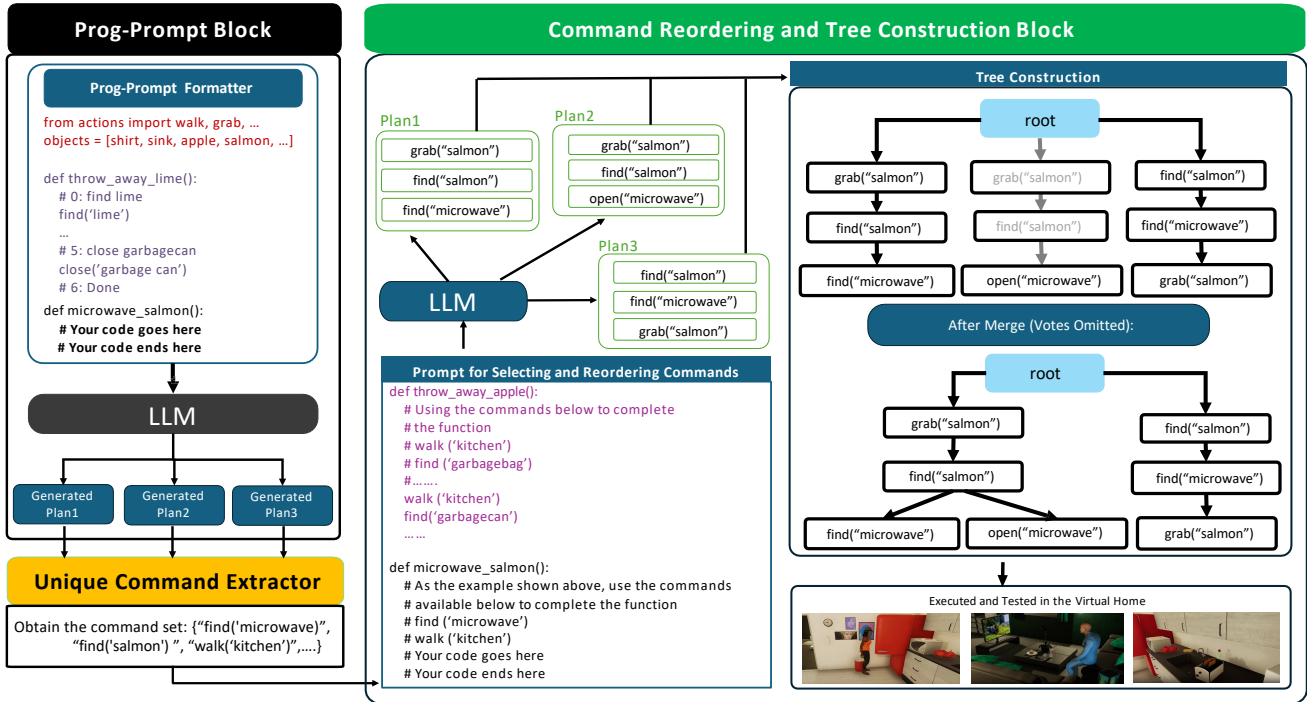 Prog-Prompt Block
Prog-Prompt Formatter
from actions import walk, grab, …
objects = [shirt, sink, apple, salmon, …]
def throw_away_lime():
# 0: find lime
find('lime')
…
# 5: close garbagecan
close('garbage can')
# 6: Done
def microwave_salmon():
# Your code goes here
# Your code ends here
LLM
Generated Plan1
Generated Plan2
Generated Plan3
Unique Command Extractor
Obtain the command set: {“find('microwave)”,
“find('salmon') ”, “walk('kitchen')”,….}
Command Reordering and Tree Construction Block
Plan1
grab(“salmon”)
find(“salmon”)
find(“microwave”)
Plan2
grab(“salmon”)
find(“salmon”)
open(“microwave”)
Plan3
find(“salmon”)
find(“microwave”)
grab(“salmon”)
LLM
Prompt for Selecting and Reordering Commands
def throw_away_apple():
# Using the commands below to complete
# the function
# walk (‘kitchen’)
# find (‘garbagebag’)
#…….
walk (‘kitchen’)
find(‘garbagecan’)
……
def microwave_salmon():
# As the example shown above, use the commands
# available below to complete the function
# find (‘microwave’)
# walk (‘kitchen’)
# Your code goes here
# Your code ends here
Tree Construction
root
grab(“salmon”)
grab(“salmon”)
find(“salmon”)
find(“salmon”)
find(“salmon”)
find(“microwave”)
find(“microwave”)
open(“microwave”)
grab(“salmon”)
After Merge (Votes Omitted):
root
grab(“salmon”)
find(“salmon”)
find(“salmon”)
find(“microwave”)
find(“microwave”)
open(“microwave”)
grab(“salmon”)
Executed and Tested in the Virtual Home